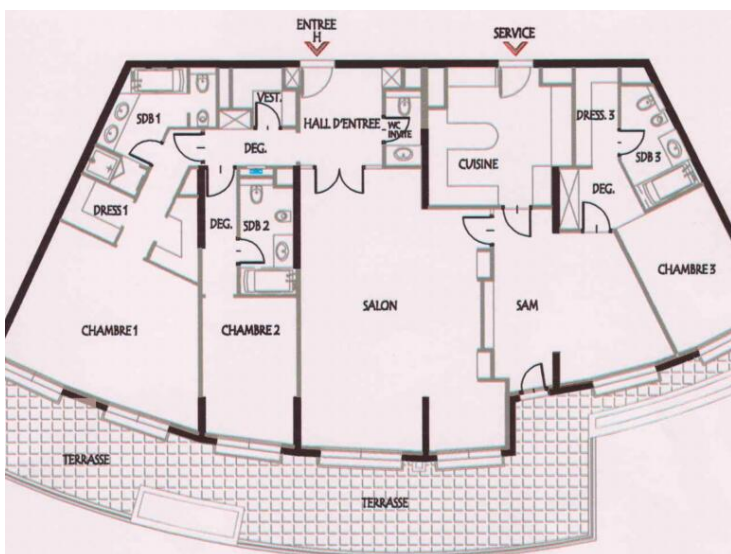 ENTREE
H
SERVICE
SDB 1
VEST.
HALL D'ENTREE
WC
INVITE
DRESS. 3
DEG.
CUISINE
SDB 3
DEG.
DRESS 1
DEG.
SDB 2
CHAMBRE 3
CHAMBRE 1
CHAMBRE 2
SALON
SAM
TERRASSE
TERRASSE